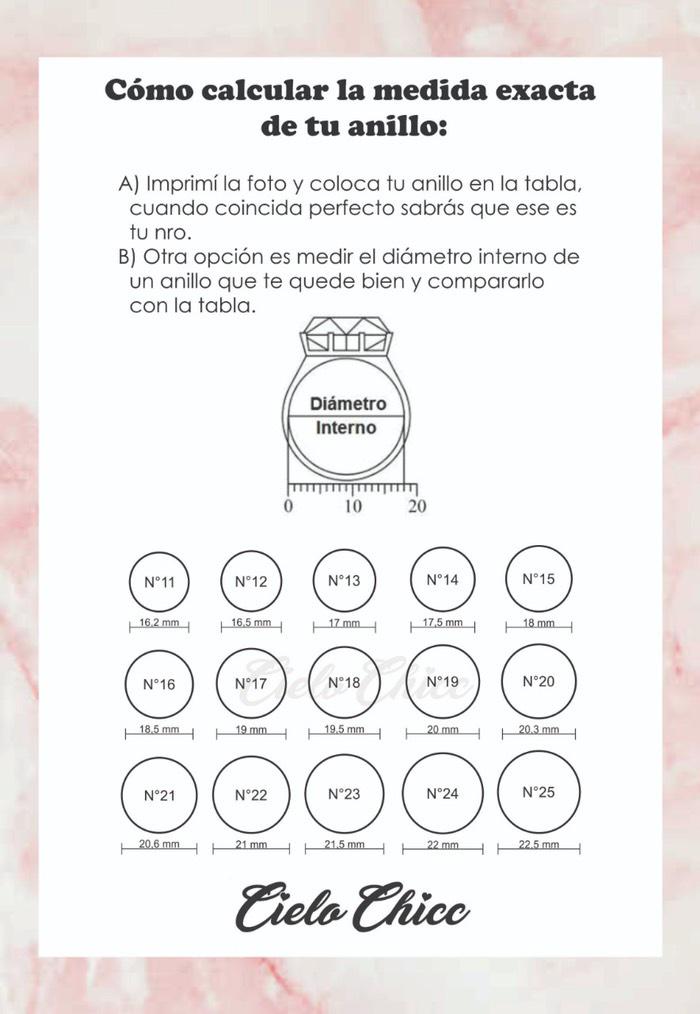 Cómo calcular la medida exacta
de tu anillo:
A) Imprimí la foto y coloca tu anillo en la tabla,
cuando coincida perfecto sabrás que ese es
tu nro.
B) Otra opción es medir el diámetro interno de
un anillo que te quede bien y compararlo
con la tabla.
Diámetro
Interno
0 10 20
N°11 N°12 N°13 N°14 N°15
16,2 mm 16,5 mm 17 mm 17,5 mm 18 mm
Cielo Chicc
N°16 N°17 N°18 N°19 N°20
18,5 mm 19 mm 19,5 mm 20 mm 20,3 mm
N°21 N°22 N°23 N°24 N°25
20,6 mm 21 mm 21,5 mm 22 mm 22,5 mm
Cielo Chicc